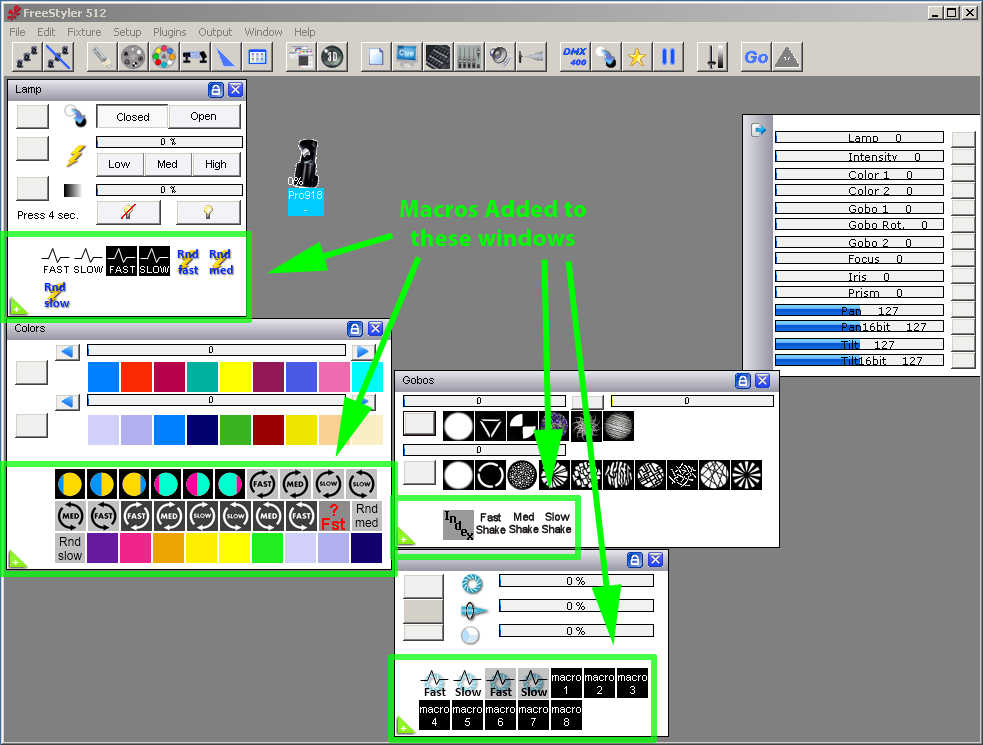 FreeStyler 512
File Edit Fixture Setup Plugins Output Window Help
3D
Cue
DMX
400
Go
Lamp
Closed Open
0 %
Low Med High
0 %
Press 4 sec.
FAST SLOW FAST SLOW Rnd fast Rnd med
Rnd slow
0%
Pro918
-
Macros Added to
these windows
Lamp 0
Intensity 0
Color 1 0
Color 2 0
Gobo 1 0
Gobo Rot. 0
Gobo 2 0
Focus 0
Iris 0
Prism 0
Pan 127
Pan16bit 127
Tilt 127
Tilt16bit 127
Colors
0
0
FAST MED SLOW SLOW
MED FAST FAST MED SLOW SLOW MED FAST ? Fst Rnd med
Rnd slow
Gobos
0 0
0
Index Fast Shake Med Shake Slow Shake
0 %
0 %
0 %
Fast Slow Fast Slow macro 1 macro 2 macro 3
macro 4 macro 5 macro 6 macro 7 macro 8